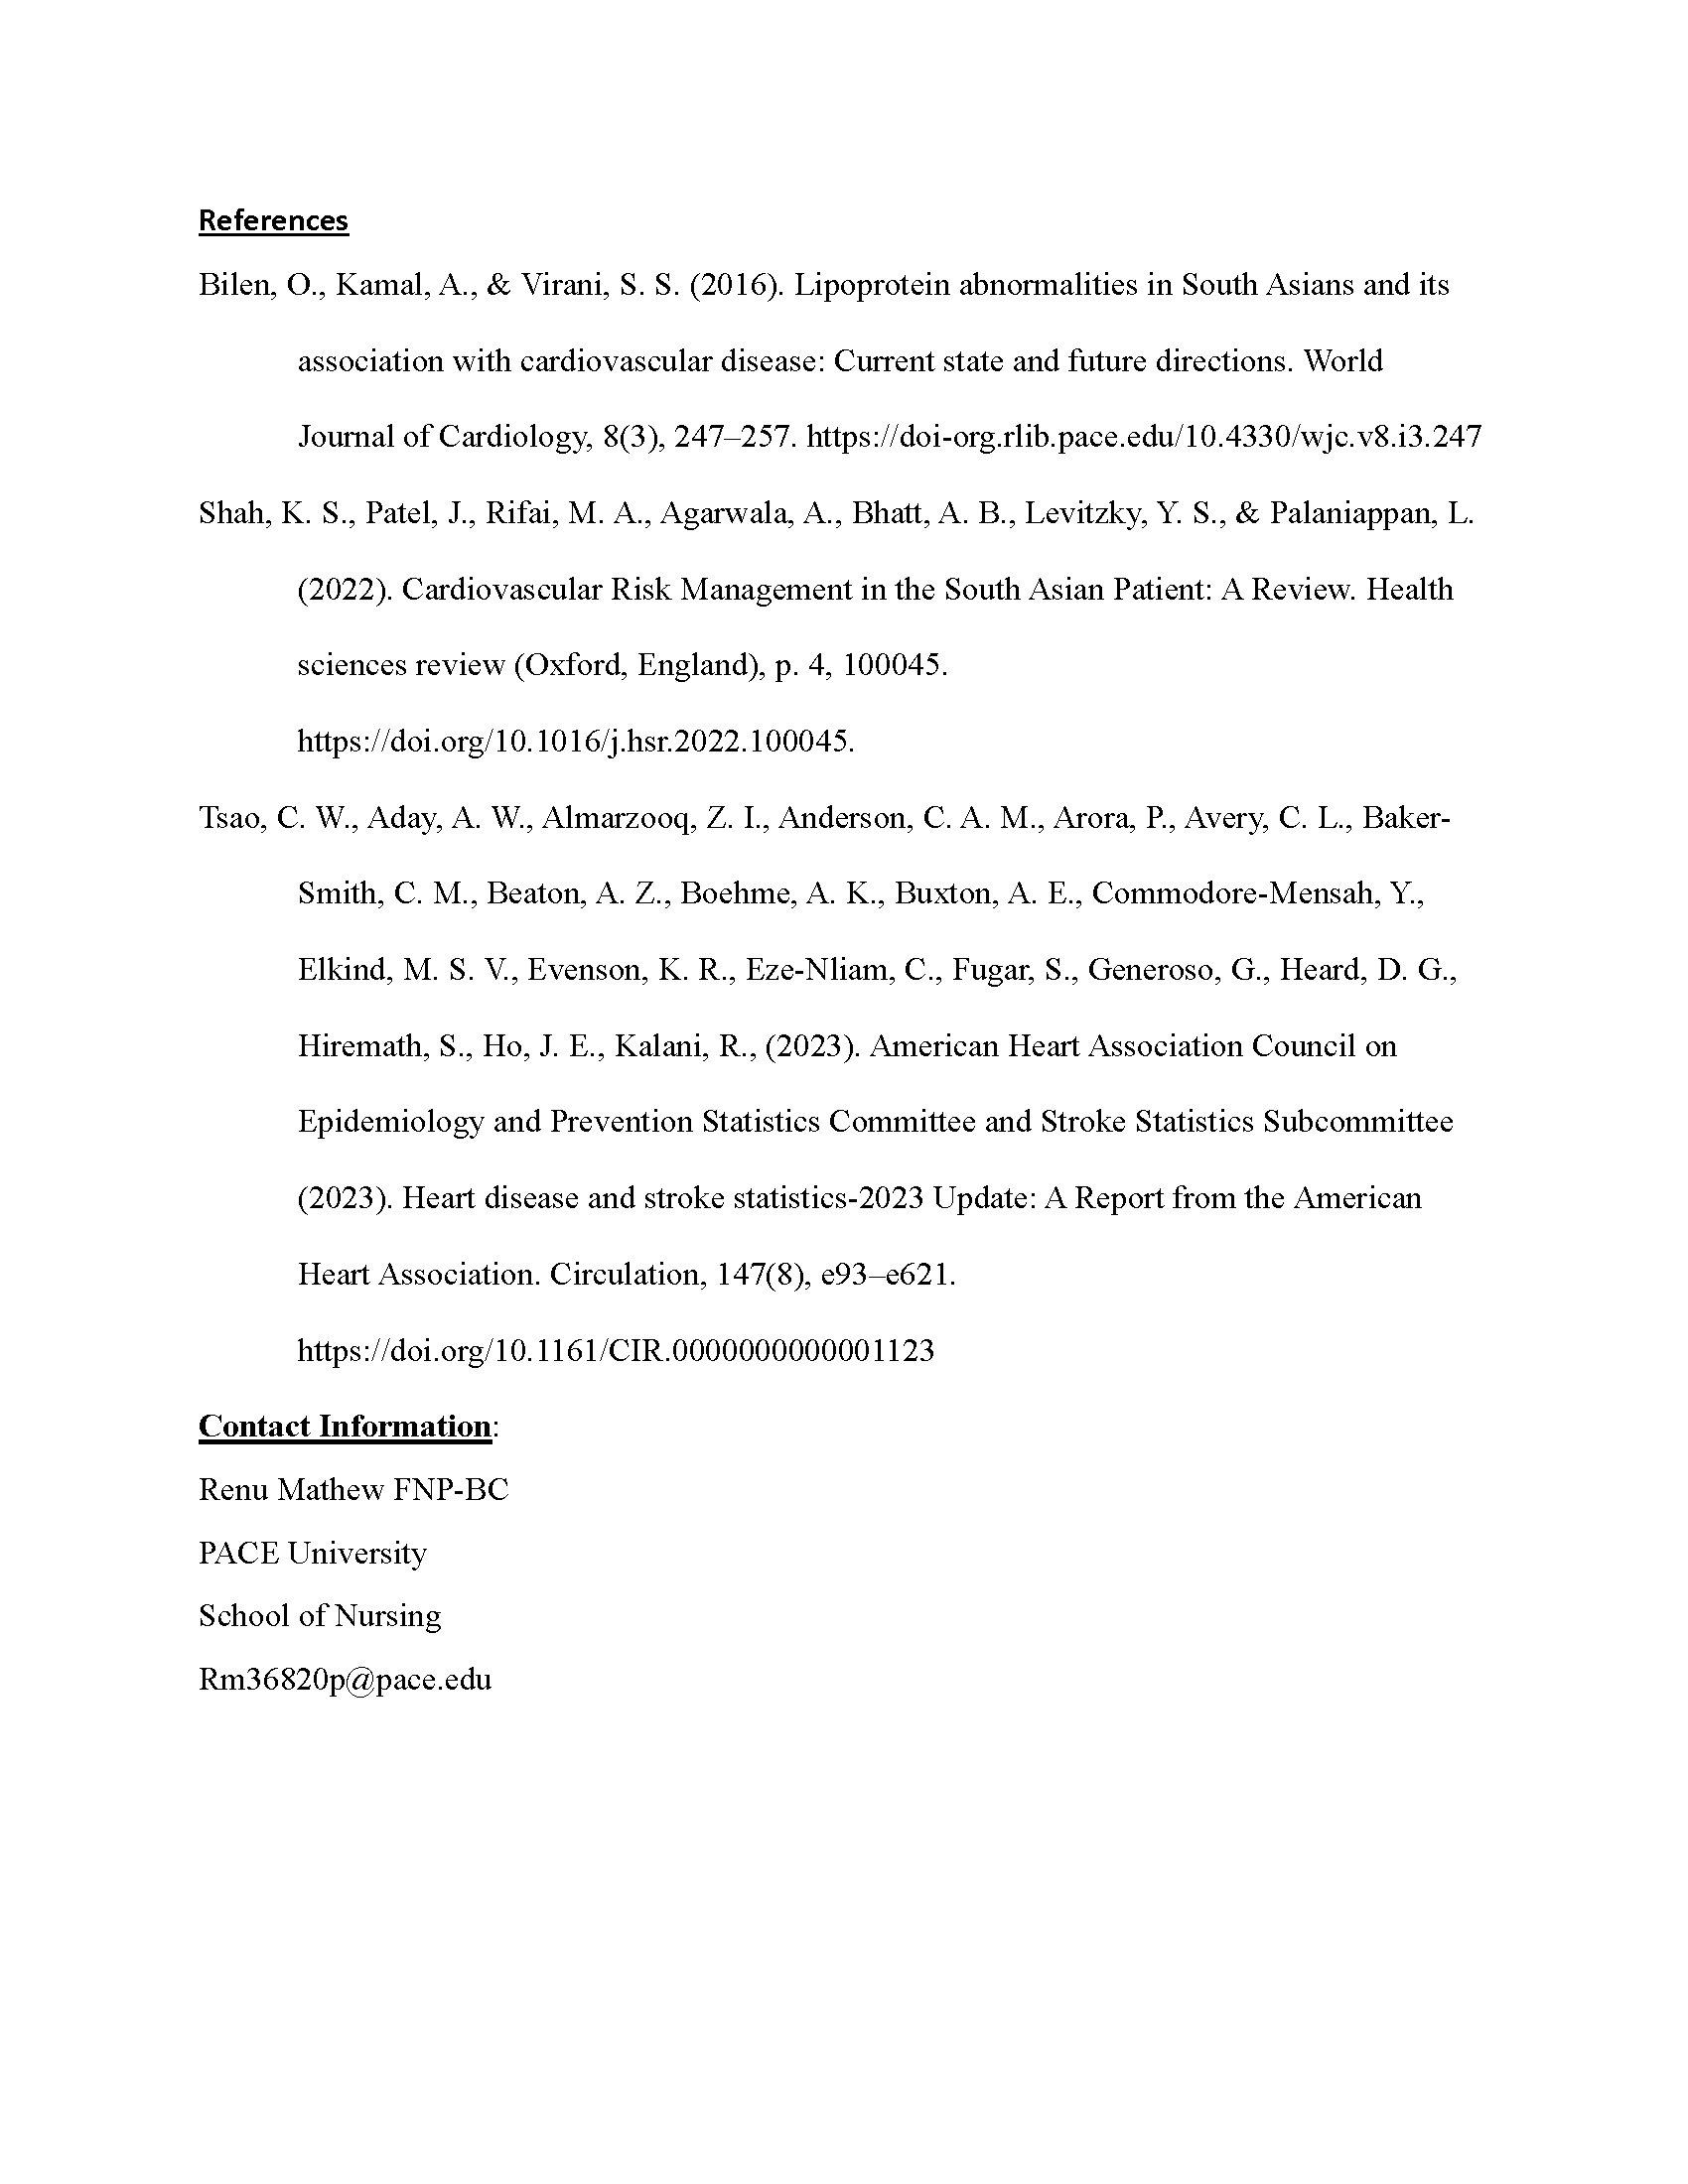 References
Bilen, O., Kamal, A., & Virani, S. S. (2016). Lipoprotein abnormalities in South Asians and its
association with cardiovascular disease: Current state and future directions. World
Journal of Cardiology, 8(3), 247–257. https://doi-org.rlib.pace.edu/10.4330/wjc.v8.i3.247
Shah, K. S., Patel, J., Rifai, M. A., Agarwala, A., Bhatt, A. B., Levitzky, Y. S., & Palaniappan, L.
(2022). Cardiovascular Risk Management in the South Asian Patient: A Review. Health
sciences review (Oxford, England), p. 4, 100045.
https://doi.org/10.1016/j.hsr.2022.100045.
Tsao, C. W., Aday, A. W., Almarzooq, Z. I., Anderson, C. A. M., Arora, P., Avery, C. L., Baker-
Smith, C. M., Beaton, A. Z., Boehme, A. K., Buxton, A. E., Commodore-Mensah, Y.,
Elkind, M. S. V., Evenson, K. R., Eze-Nliam, C., Fugar, S., Generoso, G., Heard, D. G.,
Hiremath, S., Ho, J. E., Kalani, R., (2023). American Heart Association Council on
Epidemiology and Prevention Statistics Committee and Stroke Statistics Subcommittee
(2023). Heart disease and stroke statistics-2023 Update: A Report from the American
Heart Association. Circulation, 147(8), e93–e621.
https://doi.org/10.1161/CIR.0000000000001123
Contact Information:
Renu Mathew FNP-BC
PACE University
School of Nursing
Rm36820p@pace.edu